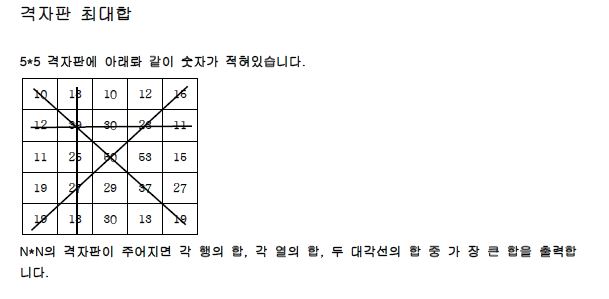 격자판 최대합
5*5 격자판에 아래롸 같이 숫자가 적혀있습니다.
10 13 10 12 15
12 39 30 23 11
11 25 50 53 15
19 27 29 37 27
19 13 30 13 19
N*N의 격자판이 주어지면 각 행의 합, 각 열의 합, 두 대각선의 합 중 가 장 큰 합을 출력합
니다.